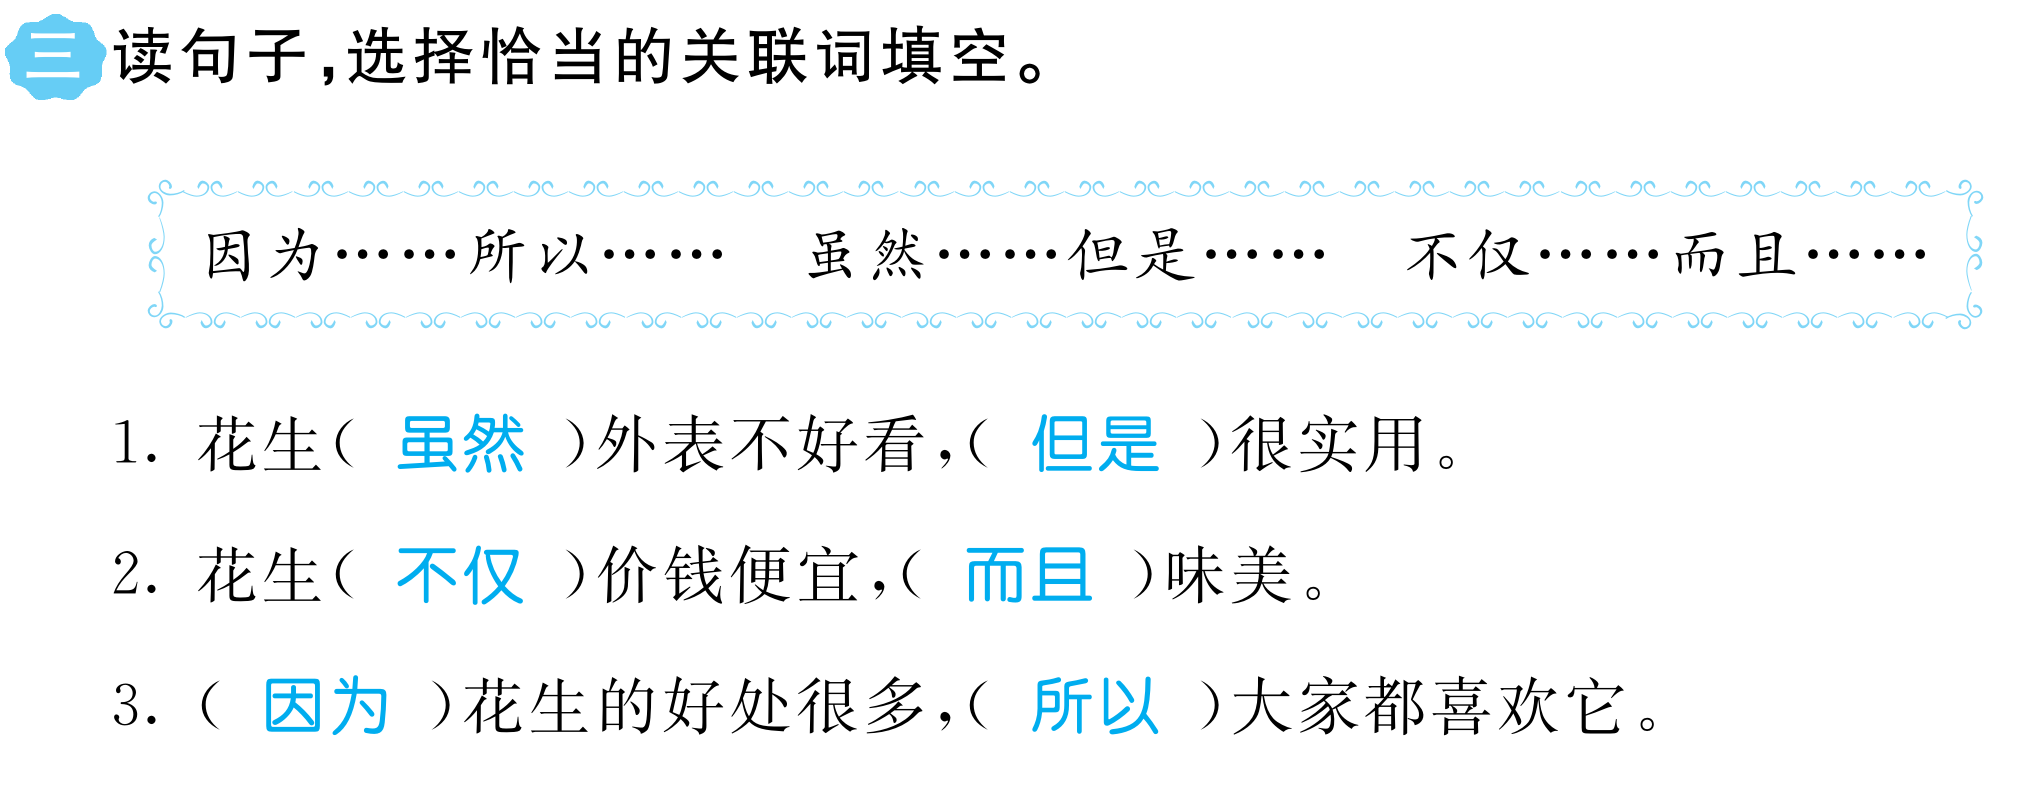 三 读句子,选择恰当的关联词填空。
因为……所以…… 虽然……但是…… 不仅……而且……
1. 花生( 虽然 )外表不好看,( 但是 )很实用。
2. 花生( 不仅 )价钱便宜,( 而且 )味美。
3. ( 因为 )花生的好处很多,( 所以 )大家都喜欢它。